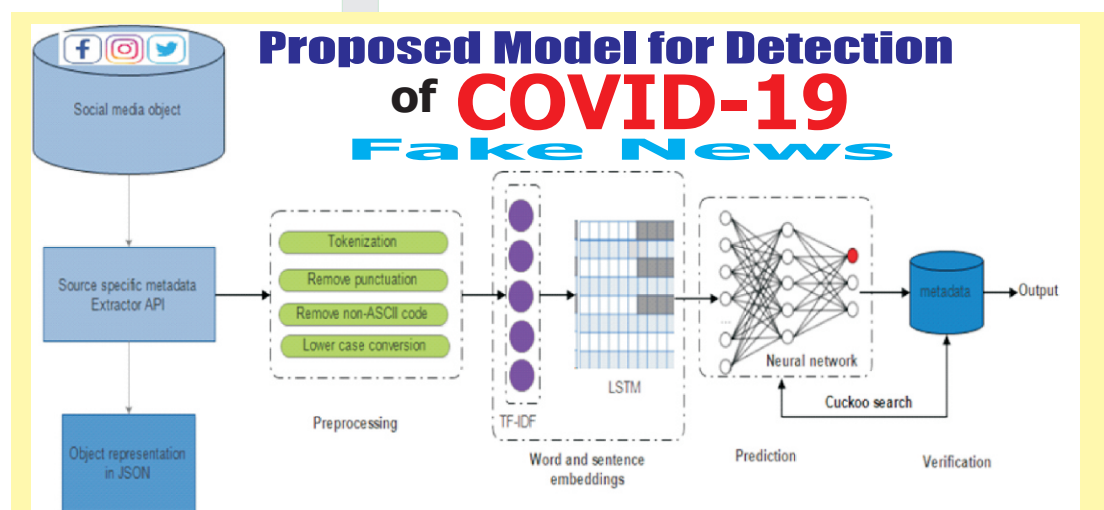 Proposed Model for Detection
of COVID-19
Fake News
Social media object
Source specific metadata
Extractor API
Object representation
in JSON
Tokenization
Remove punctuation
Remove non-ASCII code
Lower case conversion
Preprocessing
TF-IDF
LSTM
Word and sentence
embeddings
...
Neural network
Cuckoo search
Prediction
metadata
Output
Verification